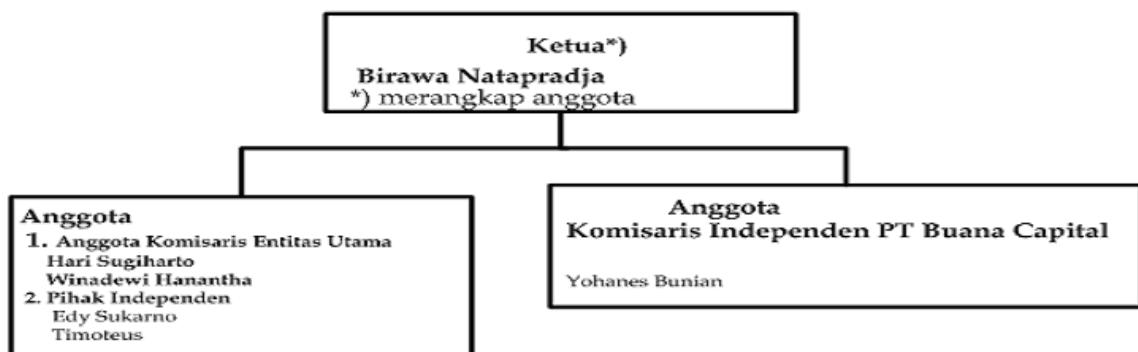 Ketua*)
Birawa Natapradja
*) merangkap anggota
Anggota
1. Anggota Komisaris Entitas Utama
Hari Sugiharto
Winadewi Hanantha
2. Pihak Independen
Edy Sukarno
Timoteus
Anggota
Komisaris Independen PT Buana Capital
Yohanes Bunian